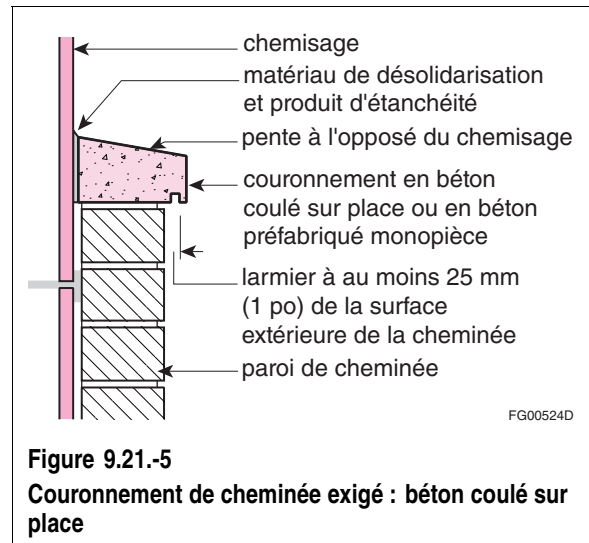 chemisage
matériau de désolidarisation
et produit d'étanchéité
pente à l'opposé du chemisage
couronnement en béton
coulé sur place ou en béton
préfabriqué monopièce
larmier à au moins 25 mm
(1 po) de la surface
extérieure de la cheminée
paroi de cheminée
FG00524D
Figure 9.21.-5
Couronnement de cheminée exigé : béton coulé sur
place